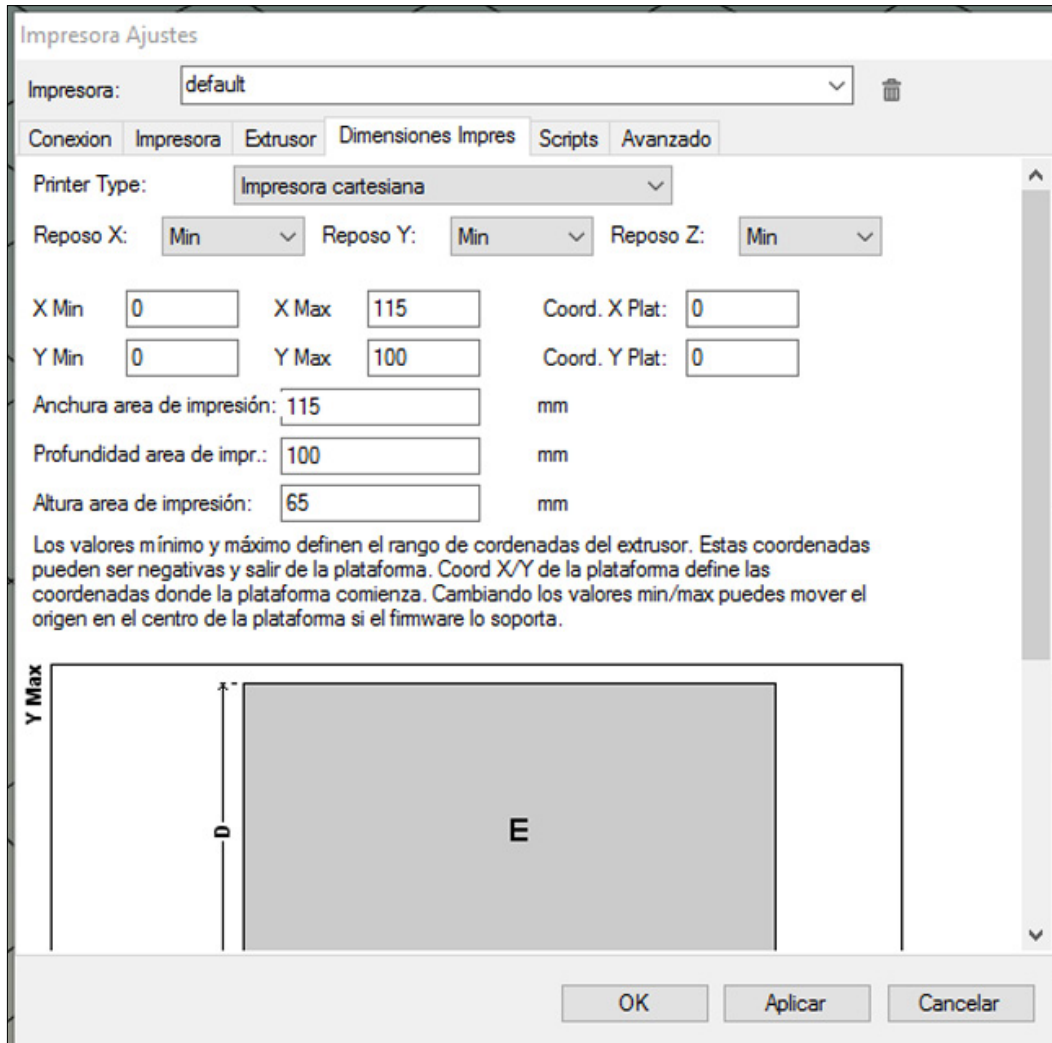 Impresora Ajustes
Impresora: default
Conexion Impresora Extrusor Dimensiones Impres Scripts Avanzado
Printer Type: Impresora cartesiana
Reposo X: Min Reposo Y: Min Reposo Z: Min
X Min 0 X Max 115 Coord. X Plat: 0
Y Min 0 Y Max 100 Coord. Y Plat: 0
Anchura area de impresión: 115 mm
Profundidad area de impr.: 100 mm
Altura area de impresión: 65 mm
Los valores mínimo y máximo definen el rango de cordenadas del extrusor. Estas coordenadas
pueden ser negativas y salir de la plataforma. Coord X/Y de la plataforma define las
coordenadas donde la plataforma comienza. Cambiando los valores min/max puedes mover el
origen en el centro de la plataforma si el firmware lo soporta.
Y Max
D
E
OK Aplicar Cancelar